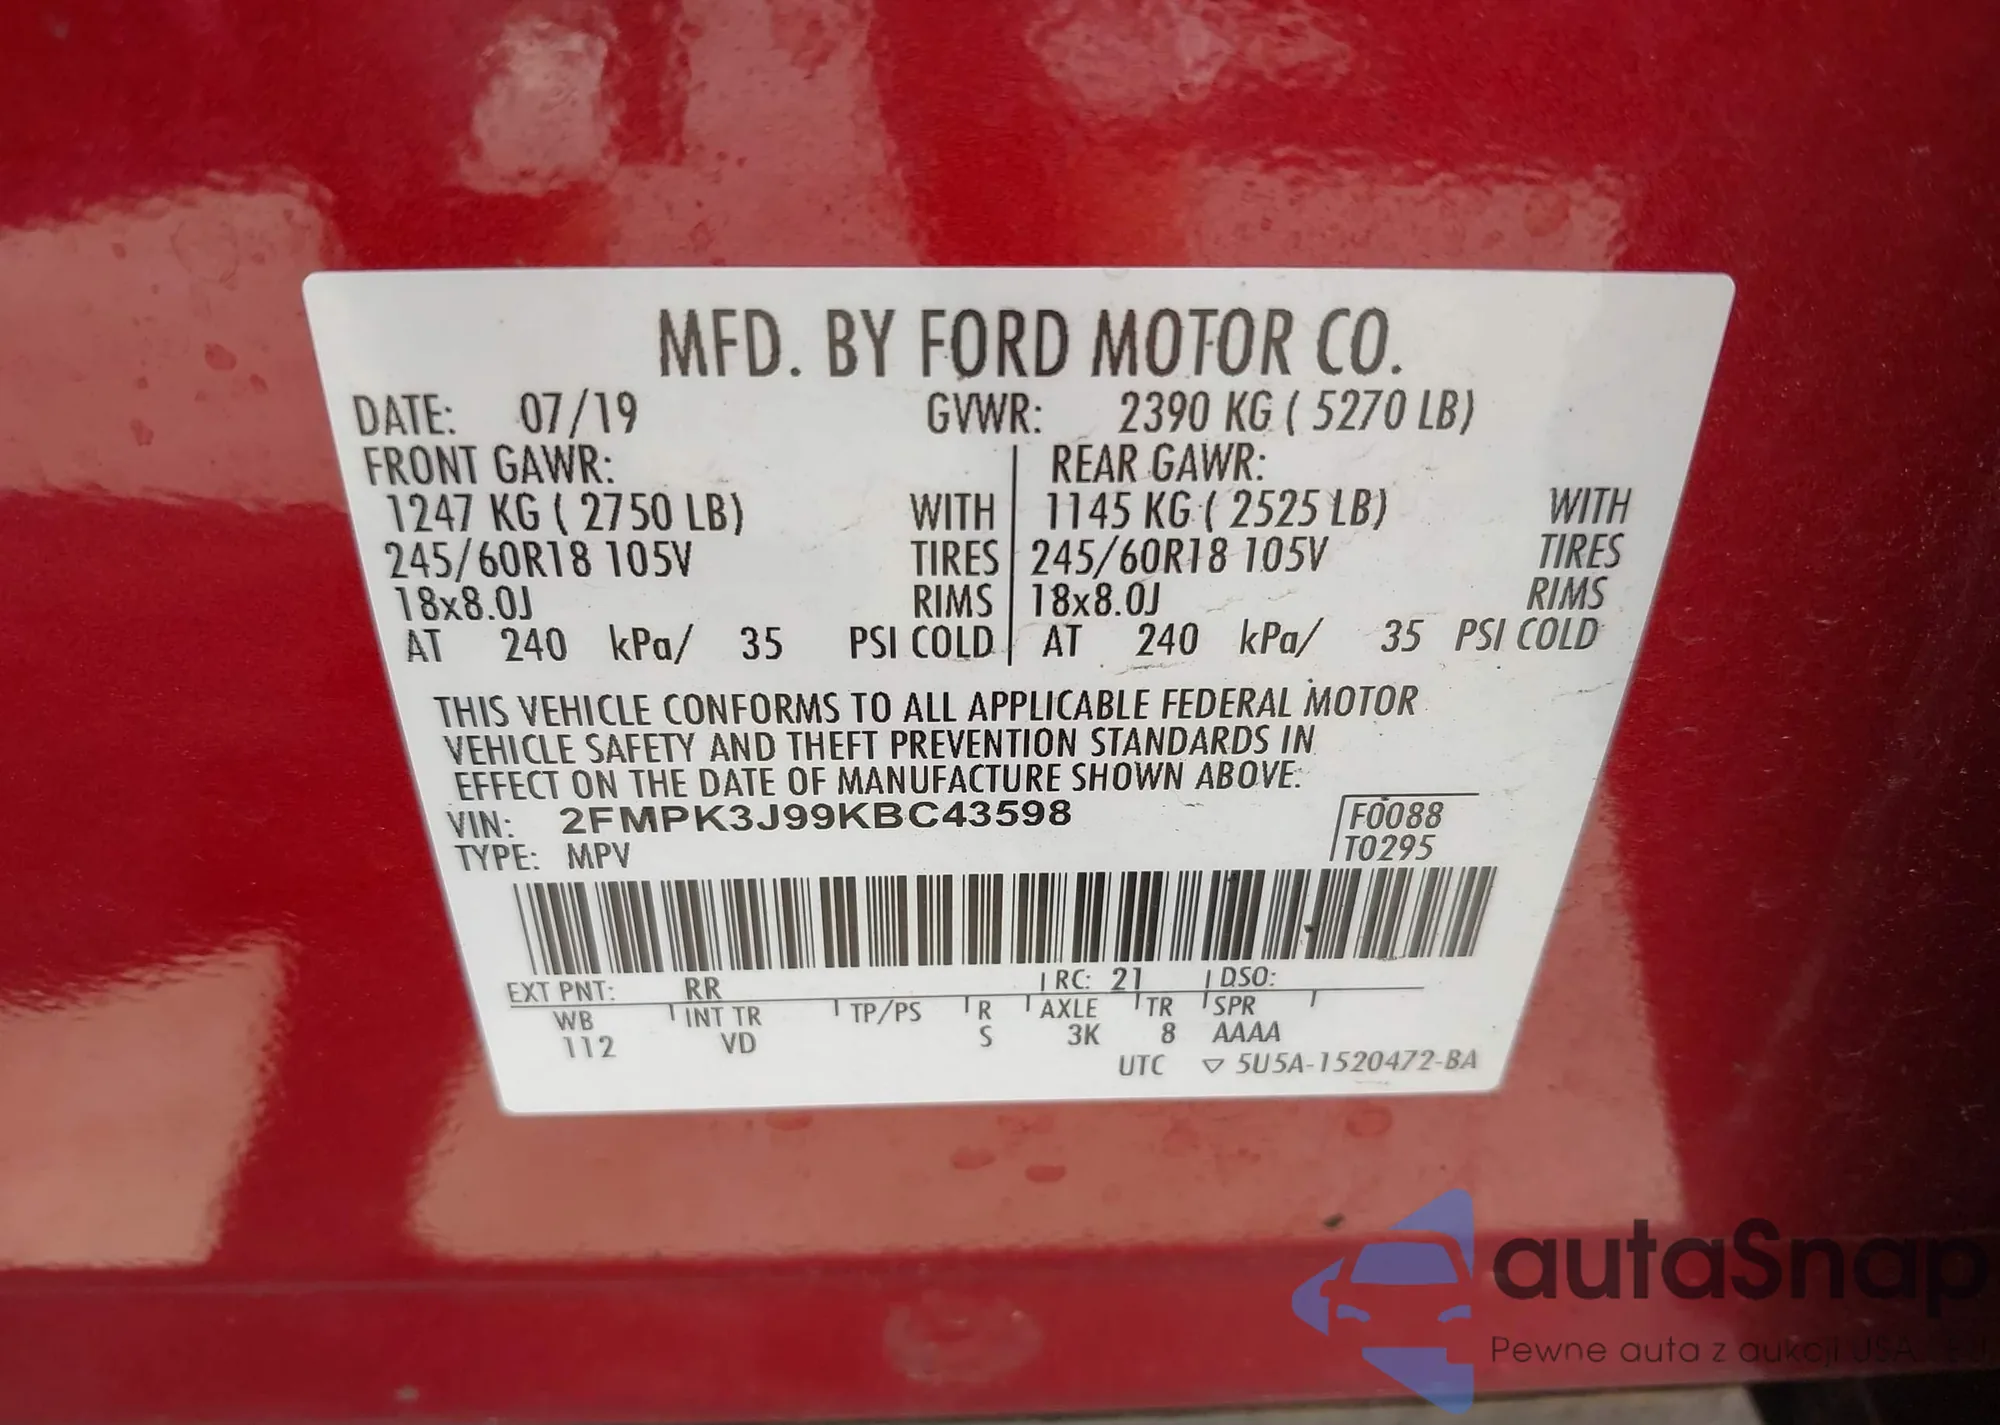 MFD. BY FORD MOTOR CO.
DATE: 07/19 GVWR: 2390 KG ( 5270 LB)
FRONT GAWR: REAR GAWR:
1247 KG ( 2750 LB) WITH 1145 KG ( 2525 LB) WITH
245/60R18 105V TIRES 245/60R18 105V TIRES
18x8.0J RIMS 18x8.0J RIMS
AT 240 kPa/ 35 PSI COLD AT 240 kPa/ 35 PSI COLD
THIS VEHICLE CONFORMS TO ALL APPLICABLE FEDERAL MOTOR
VEHICLE SAFETY AND THEFT PREVENTION STANDARDS IN
EFFECT ON THE DATE OF MANUFACTURE SHOWN ABOVE.
VIN: 2FMPK3J99KBC43598 F0088
TYPE: MPV T0295
EXT PNT: RR RC: 21 DSO:
WB INT TR TP/PS R AXLE TR SPR
112 VD S 3K 8 AAAA
UTC ▽ 5U5A-1520472-BA
autaSnap
Pewne auta z aukcji USA